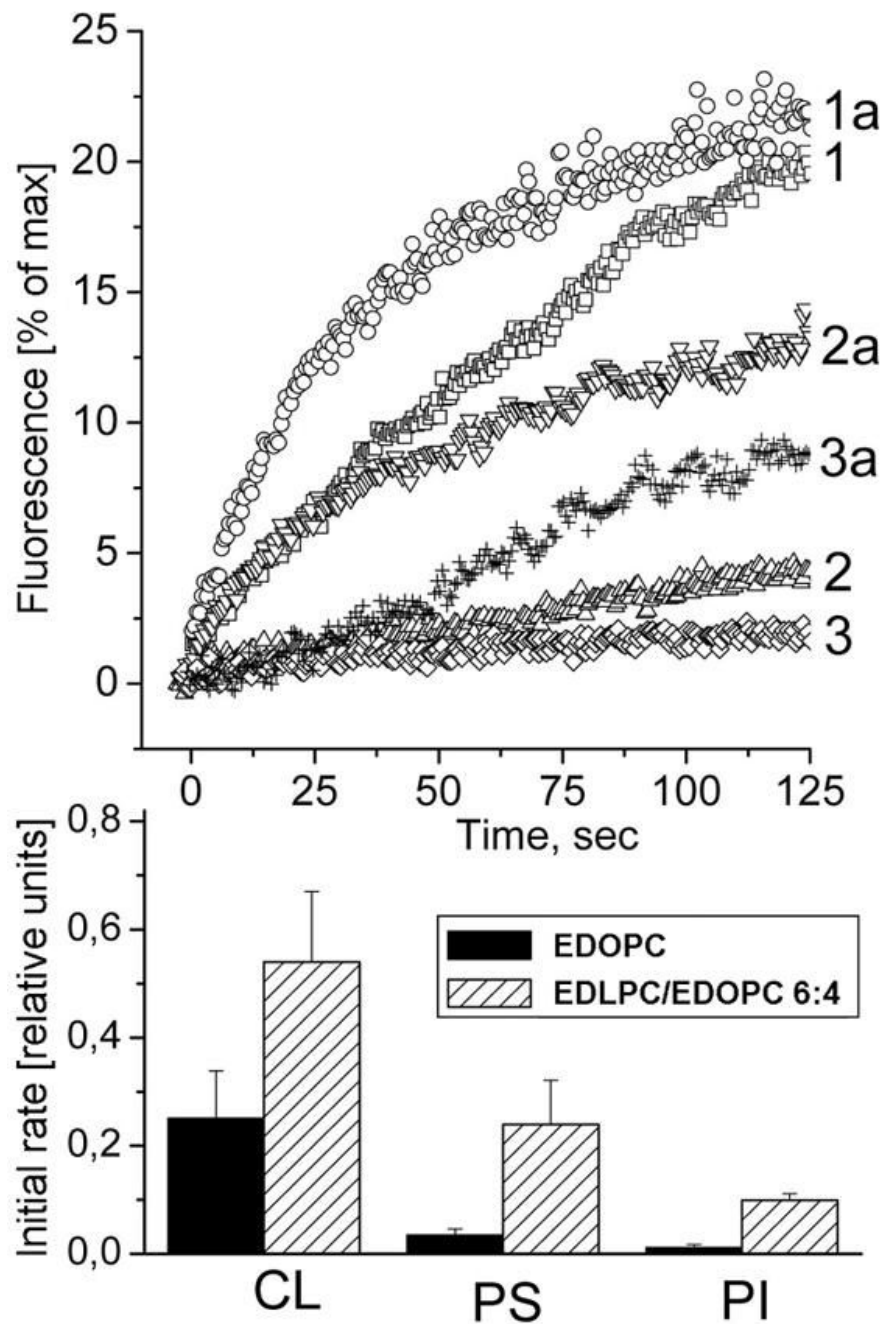 25
20
15
10
5
0
Fluorescence [% of max]
1a
1
2a
3a
2
3
0 25 50 75 100 125
Time, sec
0,8
0,6
0,4
0,2
0,0
Initial rate [relative units]
EDOPC
EDLPC/EDOPC 6:4
CL PS PI